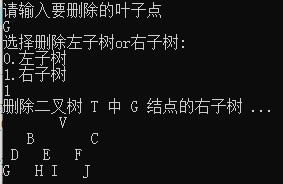 请输入要删除的叶子点
G
选择删除左子树or右子树:
0.左子树
1.右子树
1
删除二叉树 T 中 G 结点的右子树 ...
V
B C
D E F
G H I J